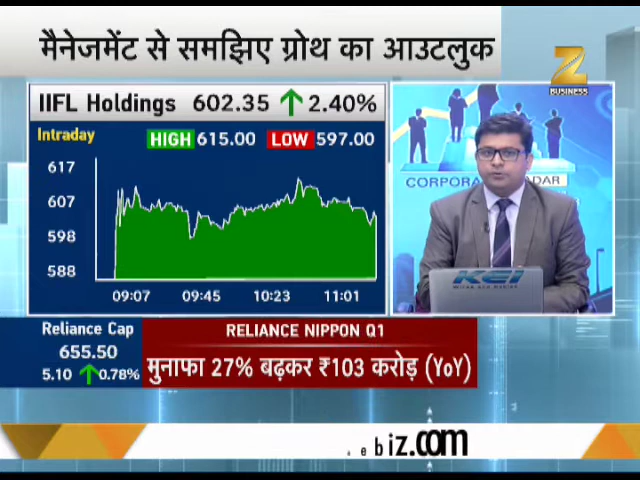 मैनेजमेंट से समझिए ग्रोथ का आउटलुक
Z
BUSINESS
IIFL Holdings 602.35 2.40%
Intraday HIGH 615.00 LOW 597.00
617
607
598
588
09:07 09:45 10:23 11:01
CORPORA ADAR
KEI
Reliance Cap
655.50
5.10 0.78%
RELIANCE NIPPON Q1
मुनाफा 27% बढ़कर ₹103 करोड़ (YoY)
e biz.com